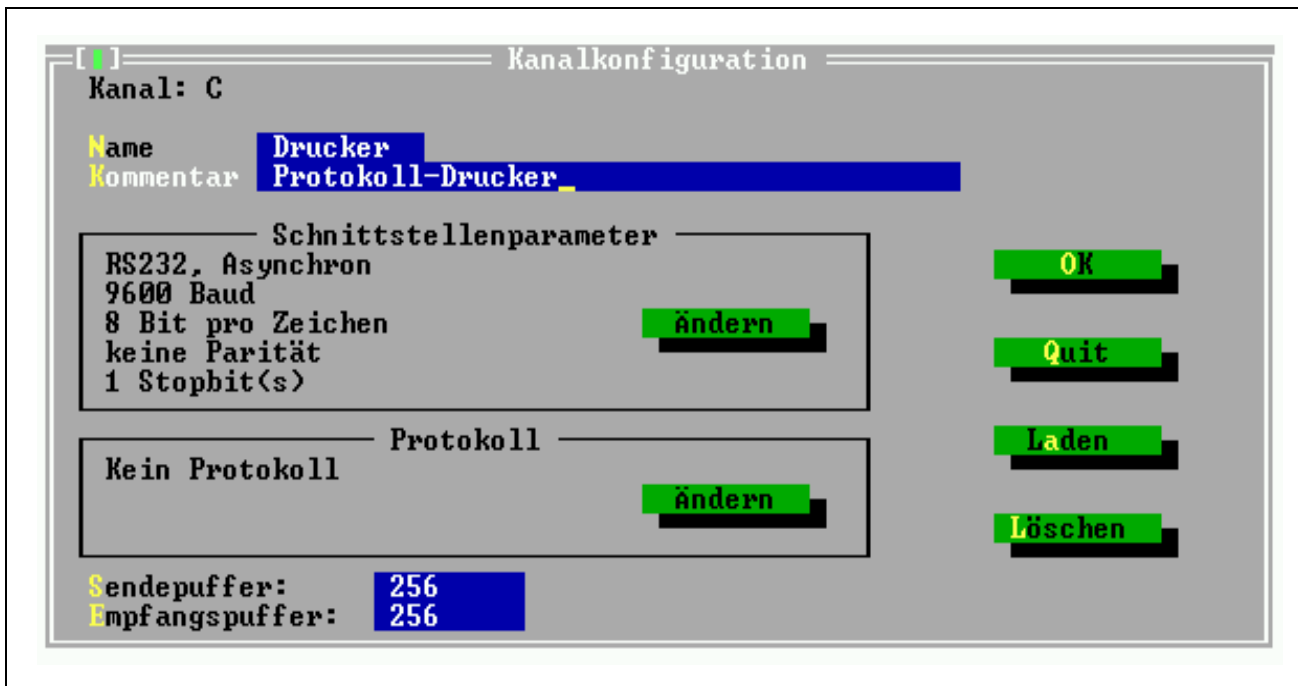 [ ] Kanalkonfiguration
Kanal: C
Name Drucker
Kommentar Protokoll-Drucker_
Schnittstellenparameter
RS232, Asynchron
9600 Baud
8 Bit pro Zeichen
keine Parität
1 Stopbit(s)
Ändern
OK
Quit
Protokoll
Kein Protokoll
Ändern
Laden
Löschen
Sendepuffer: 256
Empfangspuffer: 256